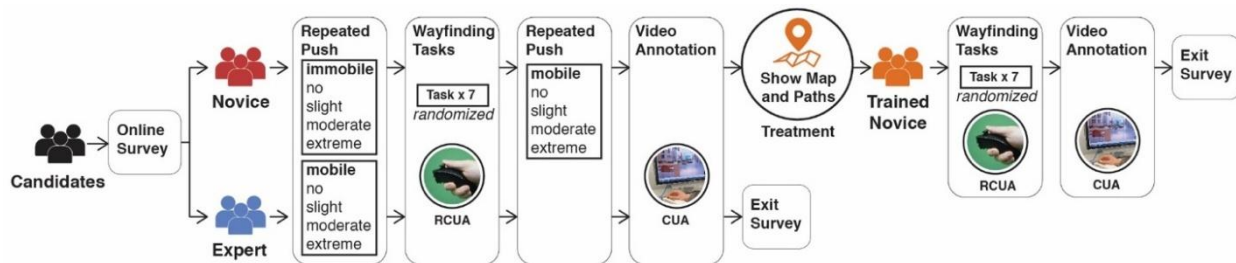 Candidates
Online
Survey
Novice
Expert
Repeated
Push
immobile
no
slight
moderate
extreme
mobile
no
slight
moderate
extreme
Wayfinding
Tasks
Task x 7
randomized
RCUA
Repeated
Push
mobile
no
slight
moderate
extreme
Video
Annotation
CUA
Show Map
and Paths
Treatment
Exit
Survey
Trained
Novice
Wayfinding
Tasks
Task x 7
randomized
RCUA
Video
Annotation
CUA
Exit
Survey